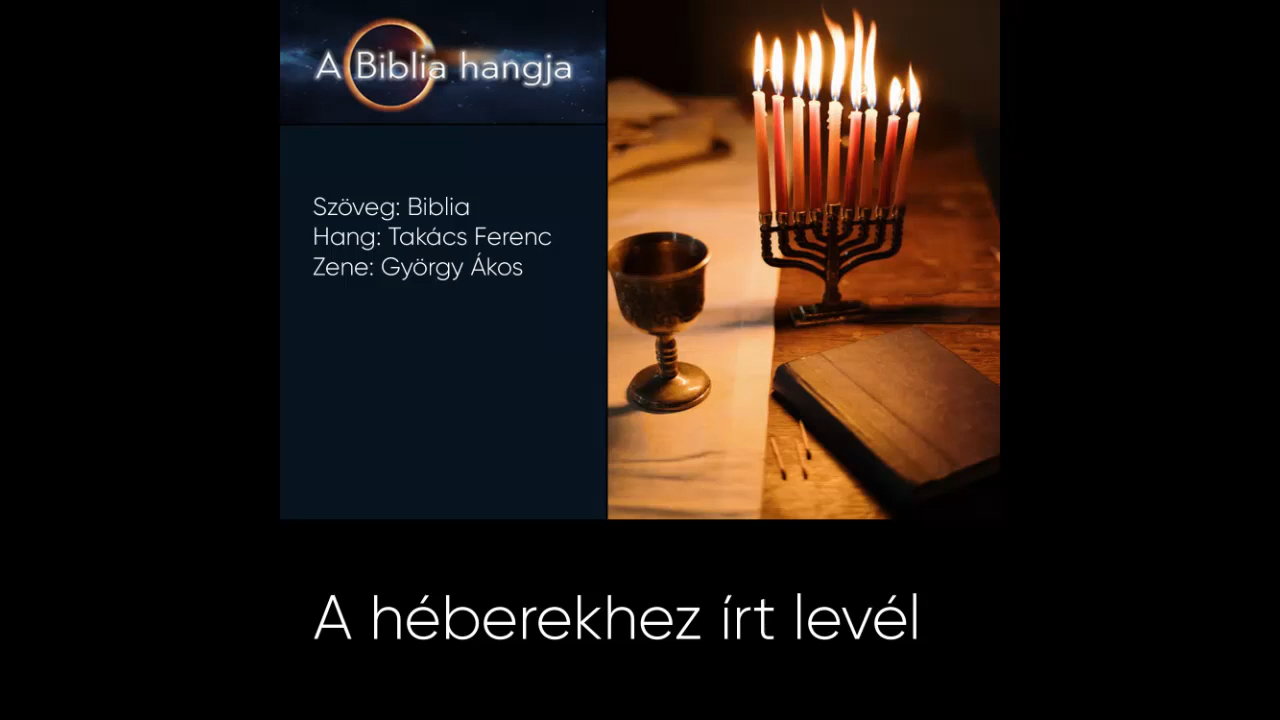 A Biblia hangja
Szöveg: Biblia
Hang: Takács Ferenc
Zene: György Ákos
A héberekhez írt levél